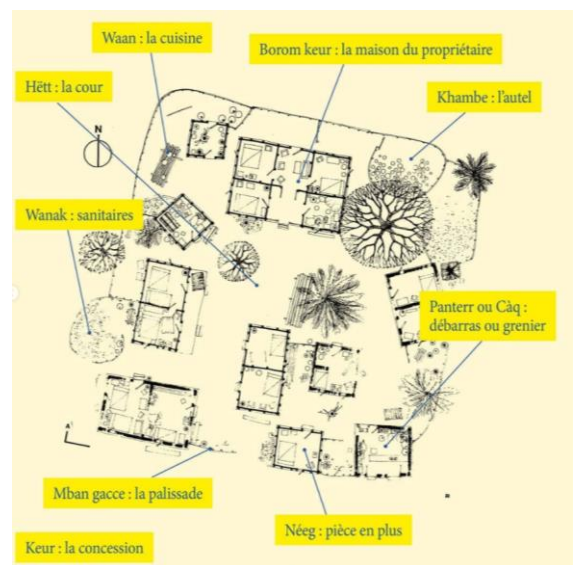 Waan : la cuisine
Borom keur : la maison du propriétaire
Hëtt : la cour
Khambe : l'autel
N
Wanak : sanitaires
Panterr ou Càq :
débarras ou grenier
A
Mban gacce : la palissade
Néeg : pièce en plus
Keur : la concession